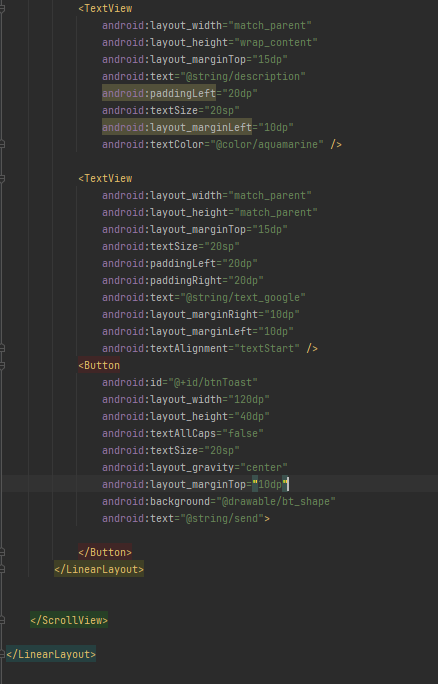 <TextView
android:layout_width="match_parent"
android:layout_height="wrap_content"
android:layout_marginTop="15dp"
android:text="@string/description"
android:paddingLeft="20dp"
android:textSize="20sp"
android:layout_marginLeft="10dp"
android:textColor="@color/aquamarine" />
<TextView
android:layout_width="match_parent"
android:layout_height="match_parent"
android:layout_marginTop="15dp"
android:textSize="20sp"
android:paddingLeft="20dp"
android:paddingRight="20dp"
android:text="@string/text_google"
android:layout_marginRight="10dp"
android:layout_marginLeft="10dp"
android:textAlignment="textStart" />
<Button
android:id="@+id/btnToast"
android:layout_width="120dp"
android:layout_height="40dp"
android:textAllCaps="false"
android:textSize="20sp"
android:layout_gravity="center"
android:layout_marginTop="10dp"
android:background="@drawable/bt_shape"
android:text="@string/send">
</Button>
</LinearLayout>
</ScrollView>
</LinearLayout>